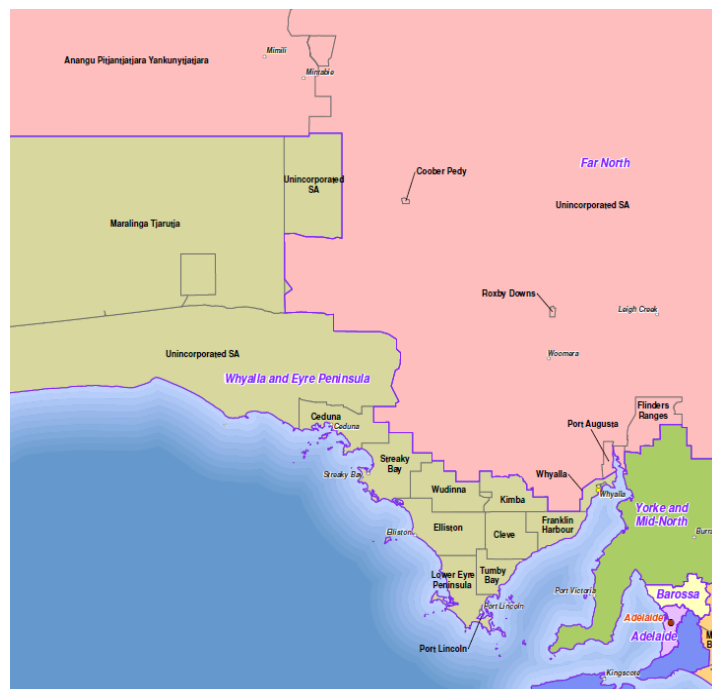 Anangu Pitjantjatjara Yankunytjatjara
Mimili
Mintabie
Far North
Coober Pedy
Unincorporated
SA
Unincorporated SA
Maralinga Tjarutja
Roxby Downs
Leigh Creek
Unincorporated SA
Woomera
Whyalla and Eyre Peninsula
Flinders
Ranges
Ceduna
Ceduna
Port Augusta
Streaky
Bay
Streaky Bay
Whyalla
Wudinna
Kimba
Whyalla
Yorke and
Mid-North
Elliston
Franklin
Harbour
Elliston
Cleve
Burra
Lower Eyre
Peninsula
Tumby
Bay
Port Victoria
Barossa
Port Lincoln
Adelaide
Adelaide
Port Lincoln
Kingscote